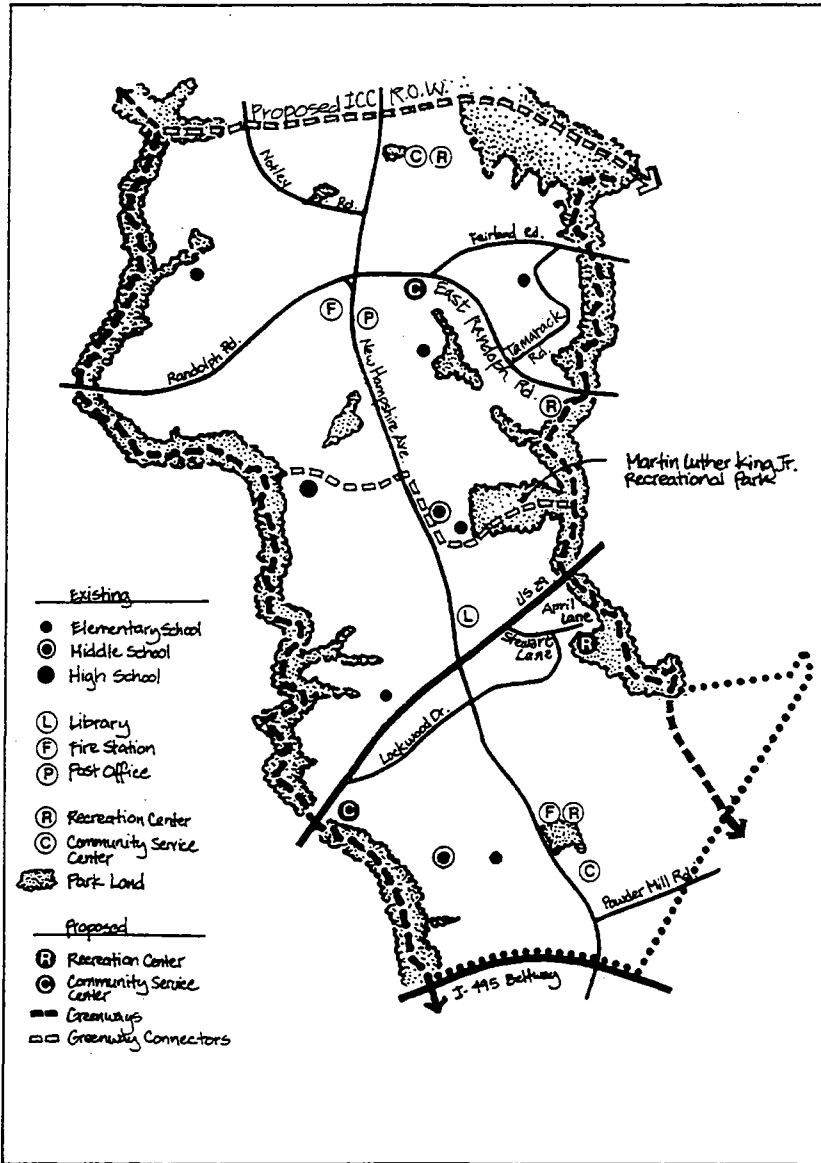 Proposed ICC R.O.W.
Notley
Rd.
C R
Fairland Rd.
C
East Randolph Rd.
Tamarack
Rd.
F
P
Randolph Rd.
New Hampshire Ave.
R
Martin Luther King Jr.
Recreational Park
US 29
April
Lane
Stewart
Lane
L
R
Lockwood Dr.
C
F R
C
Powder Mill Rd.
I-495 Beltway
Existing
Elementary School
Middle School
High School
L Library
F Fire Station
P Post Office
R Recreation Center
C Community Service
Center
Park Land
Proposed
R Recreation Center
C Community Service
Center
Greenways
Greenway Connectors